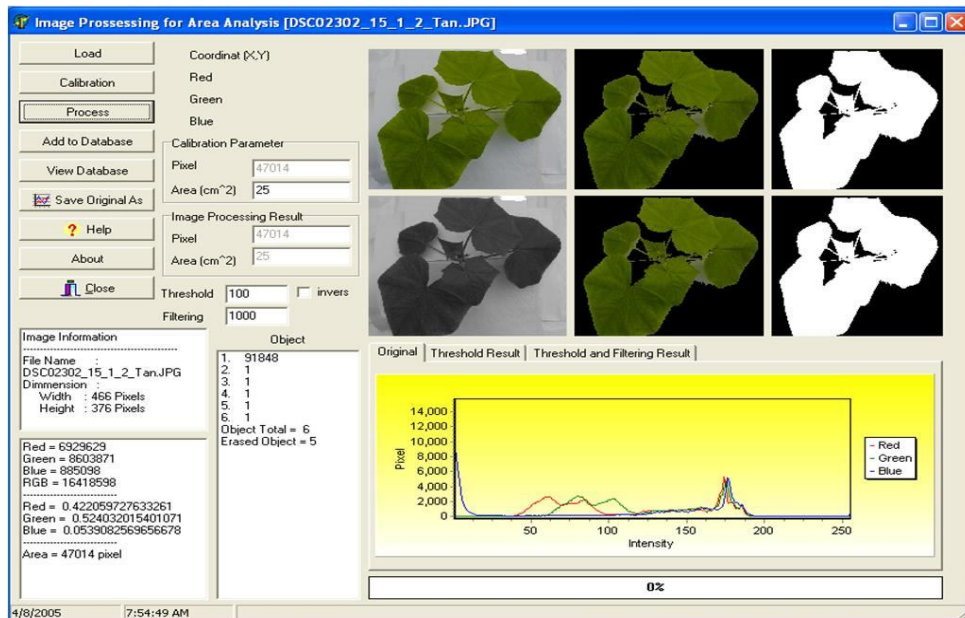 Image Prossessing for Area Analysis [DSC02302_15_1_2_Tan.JPG]
Load
Calibration
Process
Add to Database
View Database
Save Original As
? Help
About
Close
Coordinat (X,Y)
Red
Green
Blue
Calibration Parameter
Pixel 47014
Area (cm^2) 25
Image Processing Result
Pixel 47014
Area (cm^2) 25
Threshold 100 invers
Filtering 1000
Image Information
--------------------------------------
File Name :
DSC02302_15_1_2_Tan.JPG
Dimmension :
Width : 466 Pixels
Height : 376 Pixels
Red = 6929629
Green = 8603871
Blue = 885098
RGB = 16418598
-------------------------
Red = 0.422059727633261
Green = 0.524032015401071
Blue = 0.0539082569656678
-------------------------
Area = 47014 pixel
Object
1. 91848
2. 1
3. 1
4. 1
5. 1
6. 1
Object Total = 6
Erased Object = 5
Original Threshold Result Threshold and Filtering Result
14,000
12,000
10,000
8,000
6,000
4,000
2,000
0
Pixel
50 100 150 200 250
Intensity
Red
Green
Blue
0%
4/8/2005 7:54:49 AM